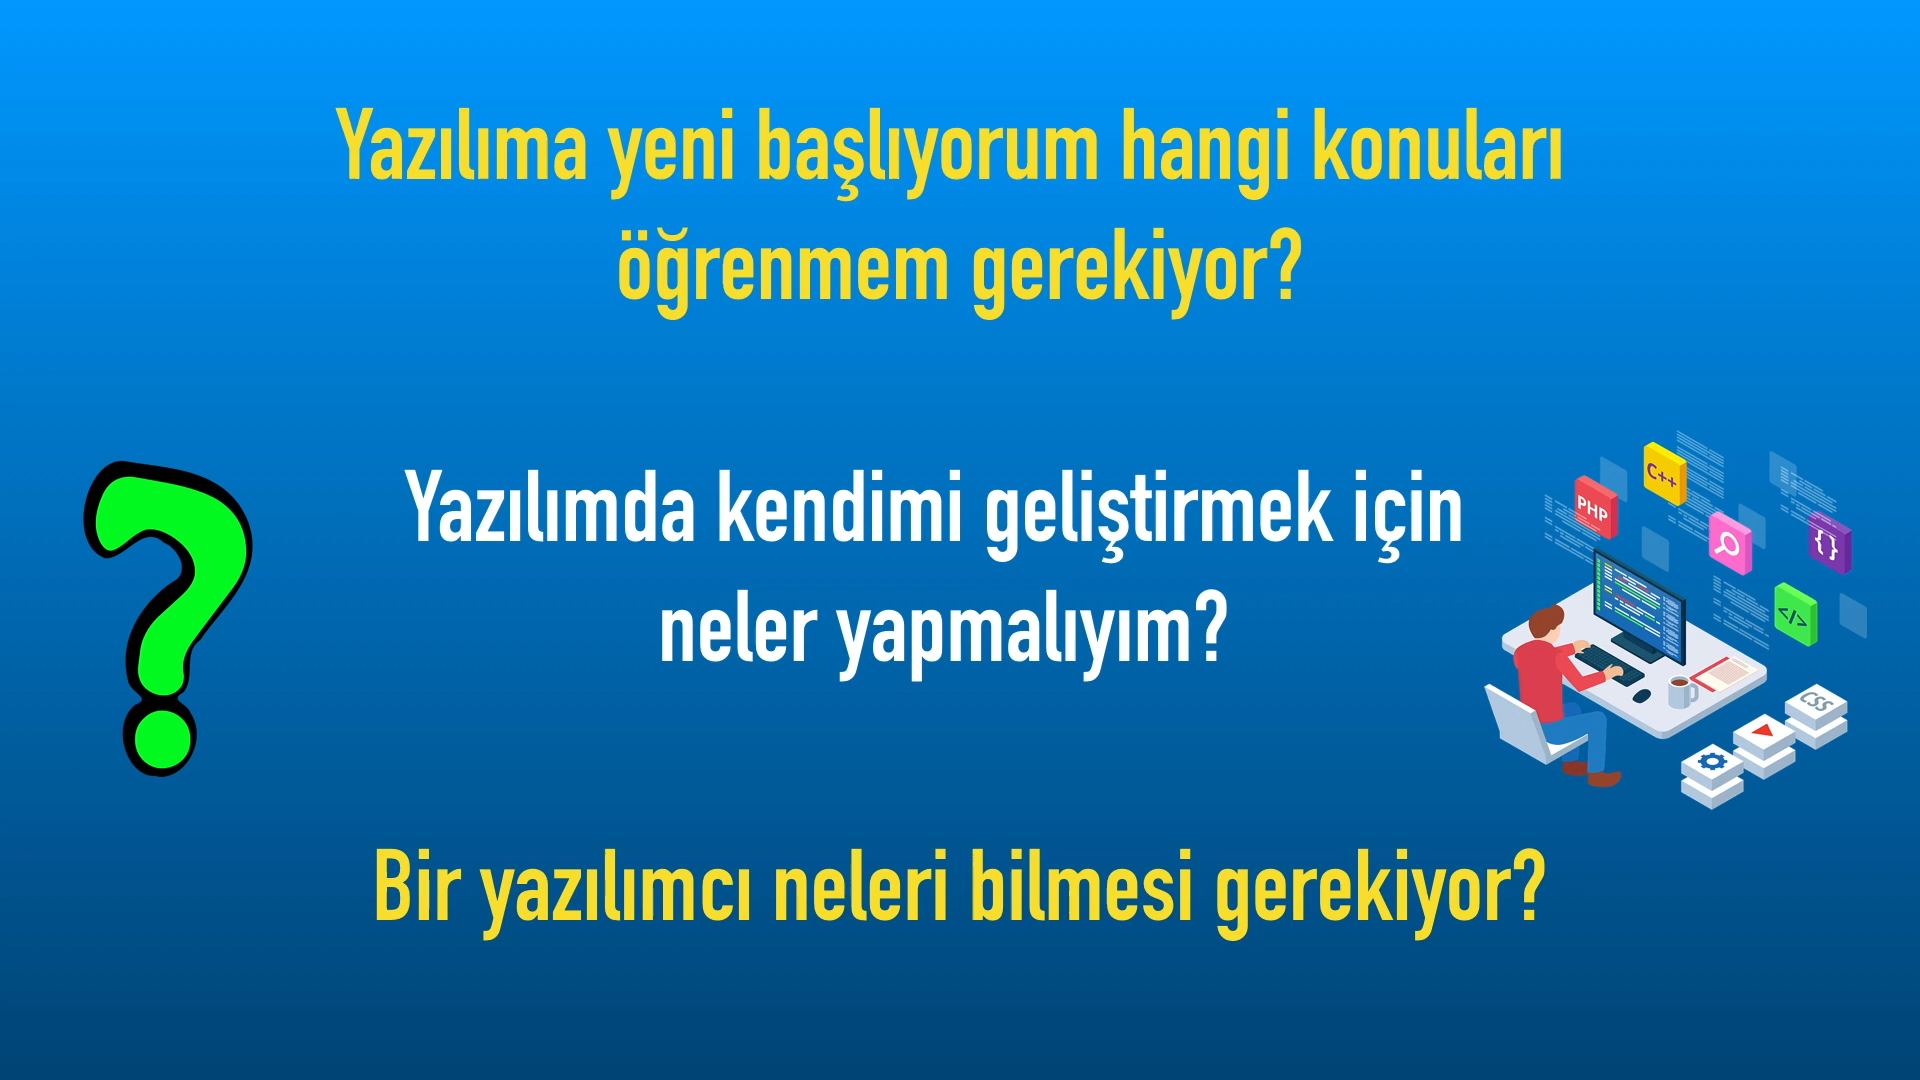 Yazılıma yeni başlıyorum hangi konuları
öğrenmem gerekiyor?
Yazılımda kendimi geliştirmek için
neler yapmalıyım?
C++
PHP
{}
</>
CSS
Bir yazılımcı neleri bilmesi gerekiyor?